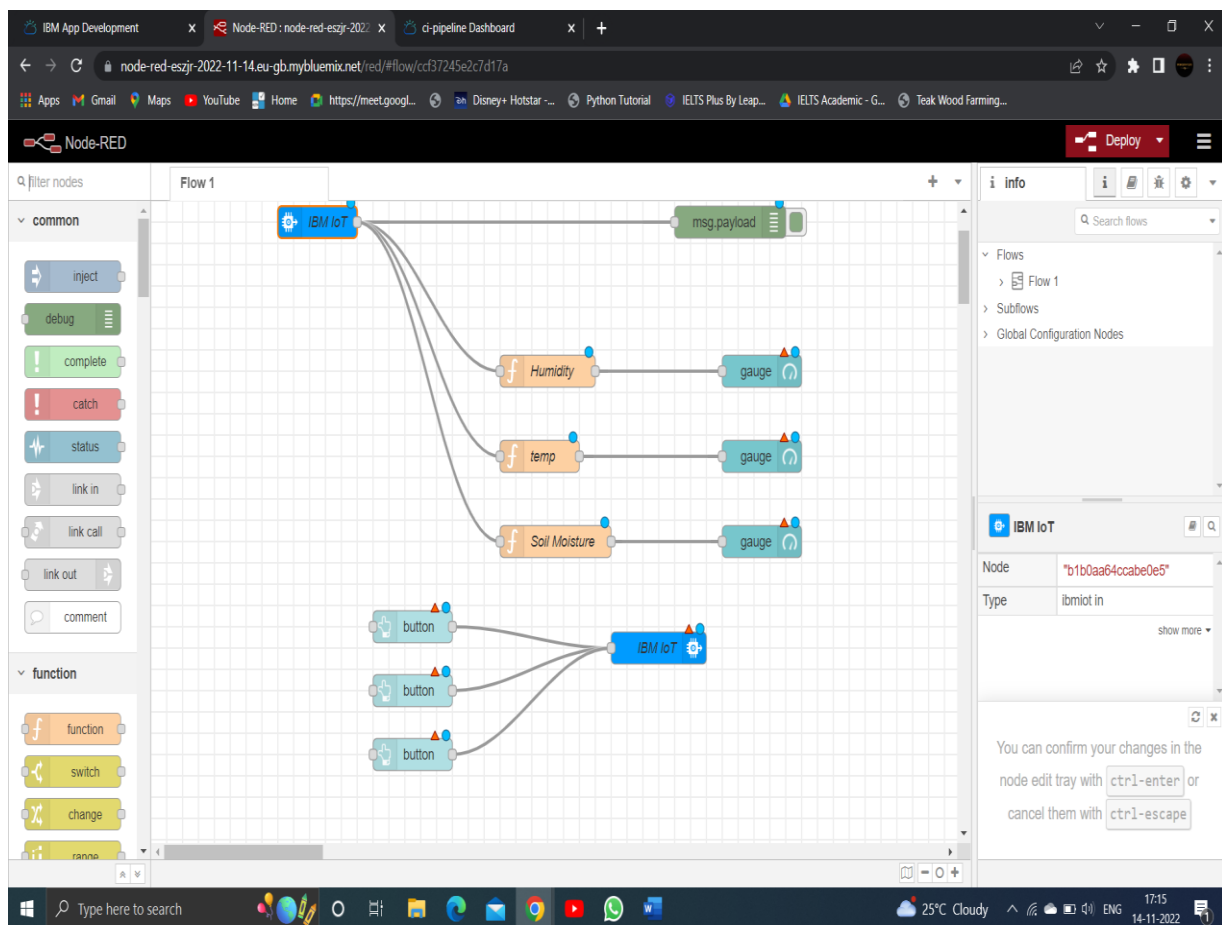 IBM App Development x Node-RED : node-red-eszjr-2022 x ci-pipeline Dashboard x +
node-red-eszjr-2022-11-14.eu-gb.mybluemix.net/red/#flow/ccf37245e2c7d17a
Apps Gmail Maps YouTube Home https://meet.googl... Disney+ Hotstar -... Python Tutorial IELTS Plus By Leap... IELTS Academic - G... Teak Wood Farming...
Node-RED Deploy
filter nodes Flow 1 + i info i
common
IBM IoT
msg.payload
Search flows
Flows
Flow 1
Subflows
Global Configuration Nodes
inject
debug
complete
catch
status
link in
link call
link out
comment
function
function
switch
change
range
Humidity gauge
temp gauge
Soil Moisture gauge
button
button
button
IBM IoT
IBM IoT
Node "b1b0aa64ccabe0e5"
Type ibmiot in
show more
You can confirm your changes in the
node edit tray with ctrl-enter or
cancel them with ctrl-escape
Type here to search
25°C Cloudy ENG
17:15
14-11-2022
1